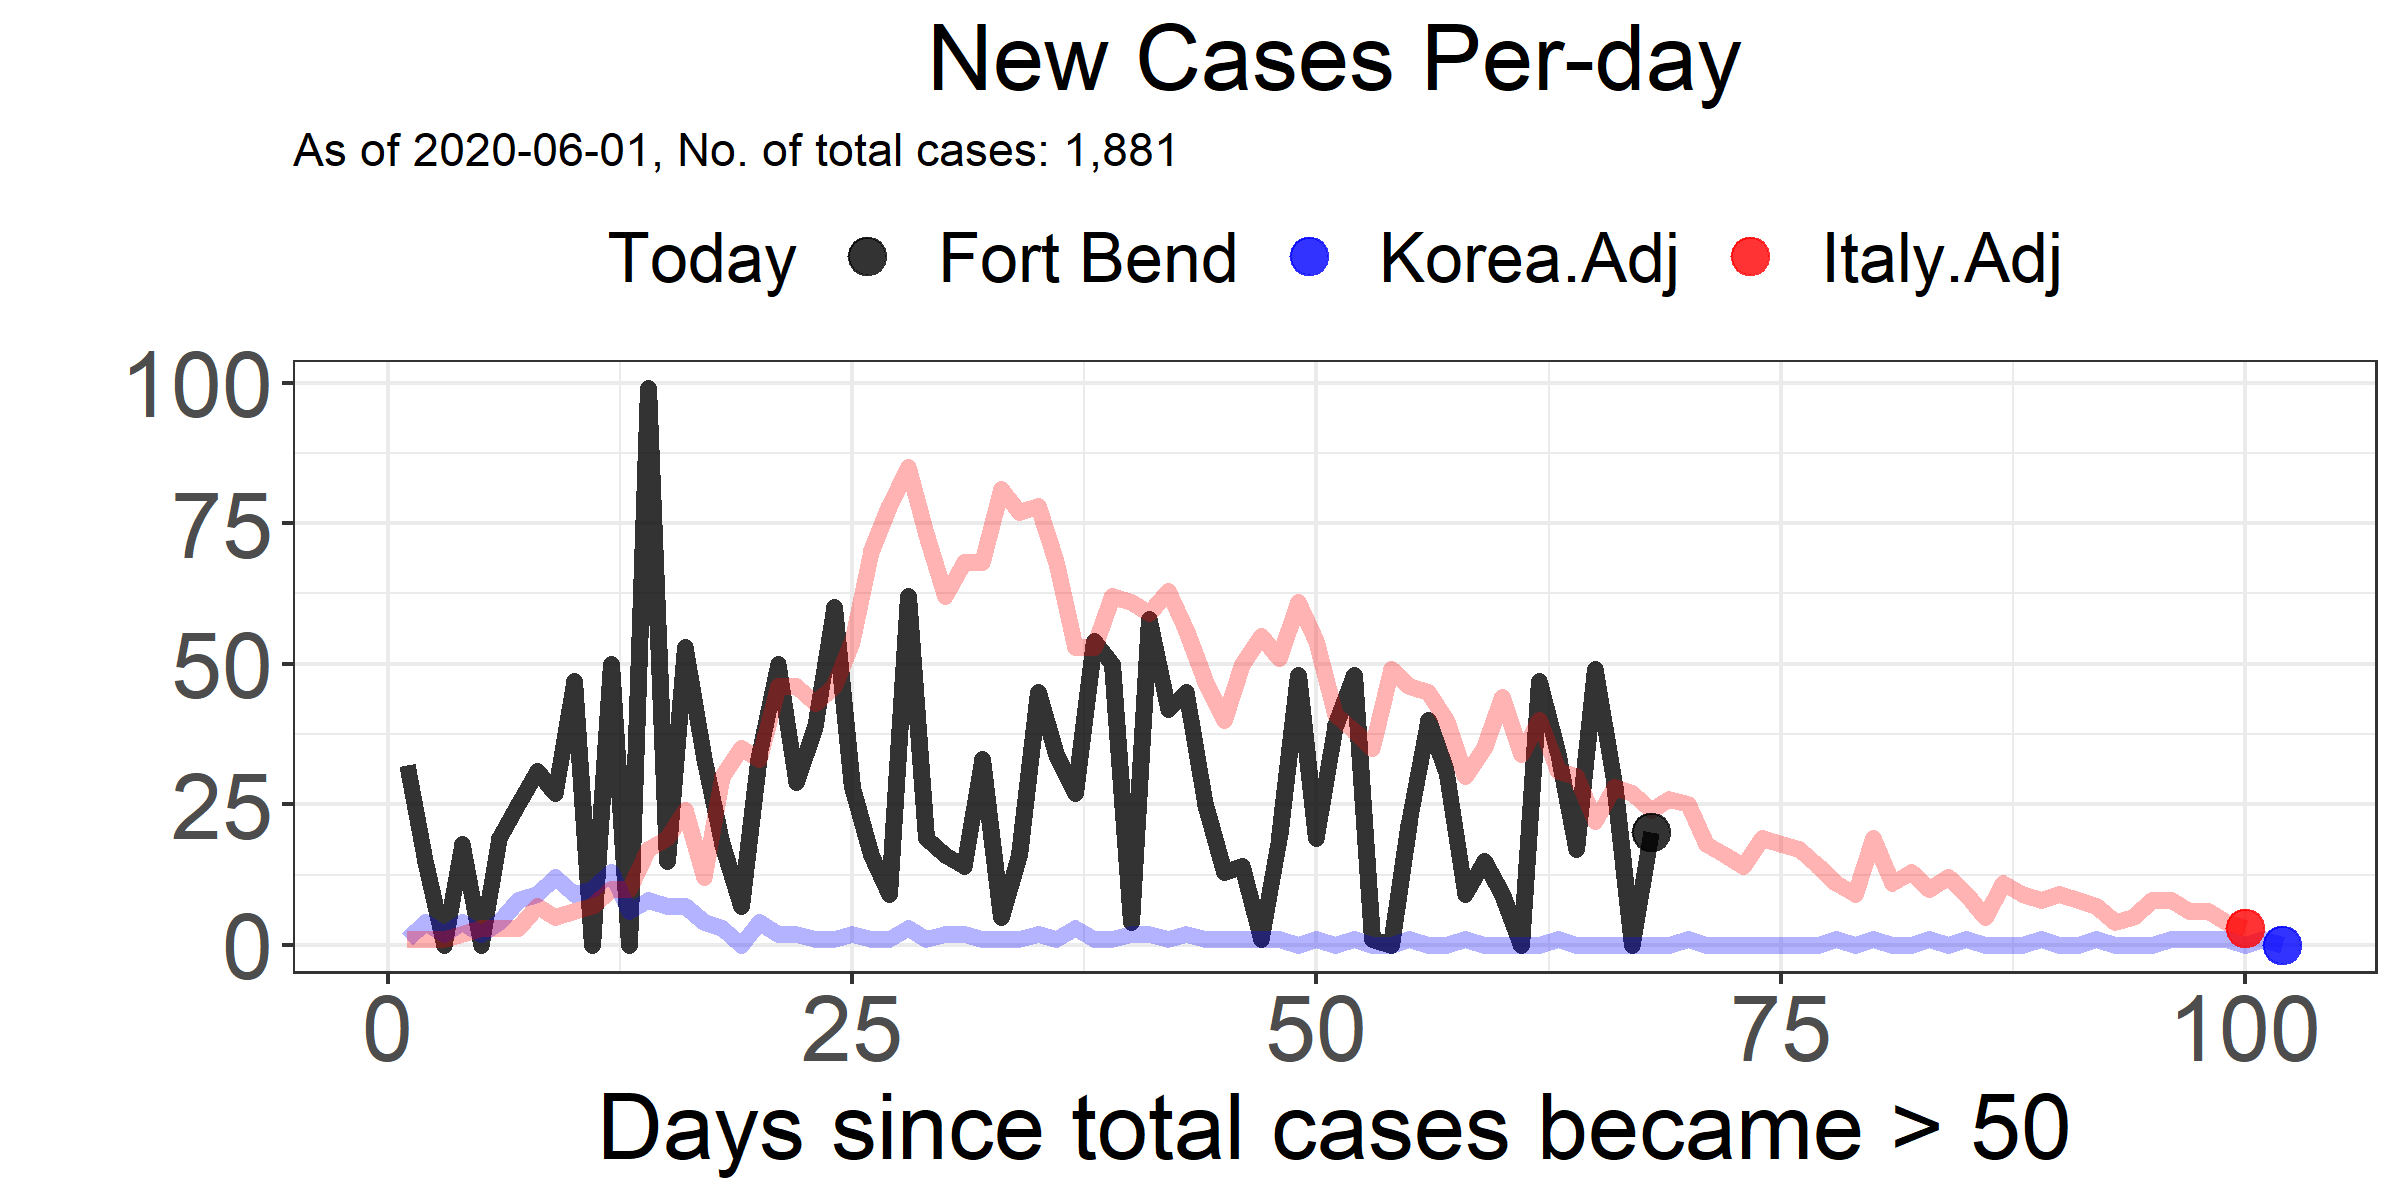 New Cases Per-day
As of 2020-06-01, No. of total cases: 1,881
Today Fort Bend Korea.Adj Italy.Adj
100
75
50
25
0
0 25 50 75 100
Days since total cases became > 50